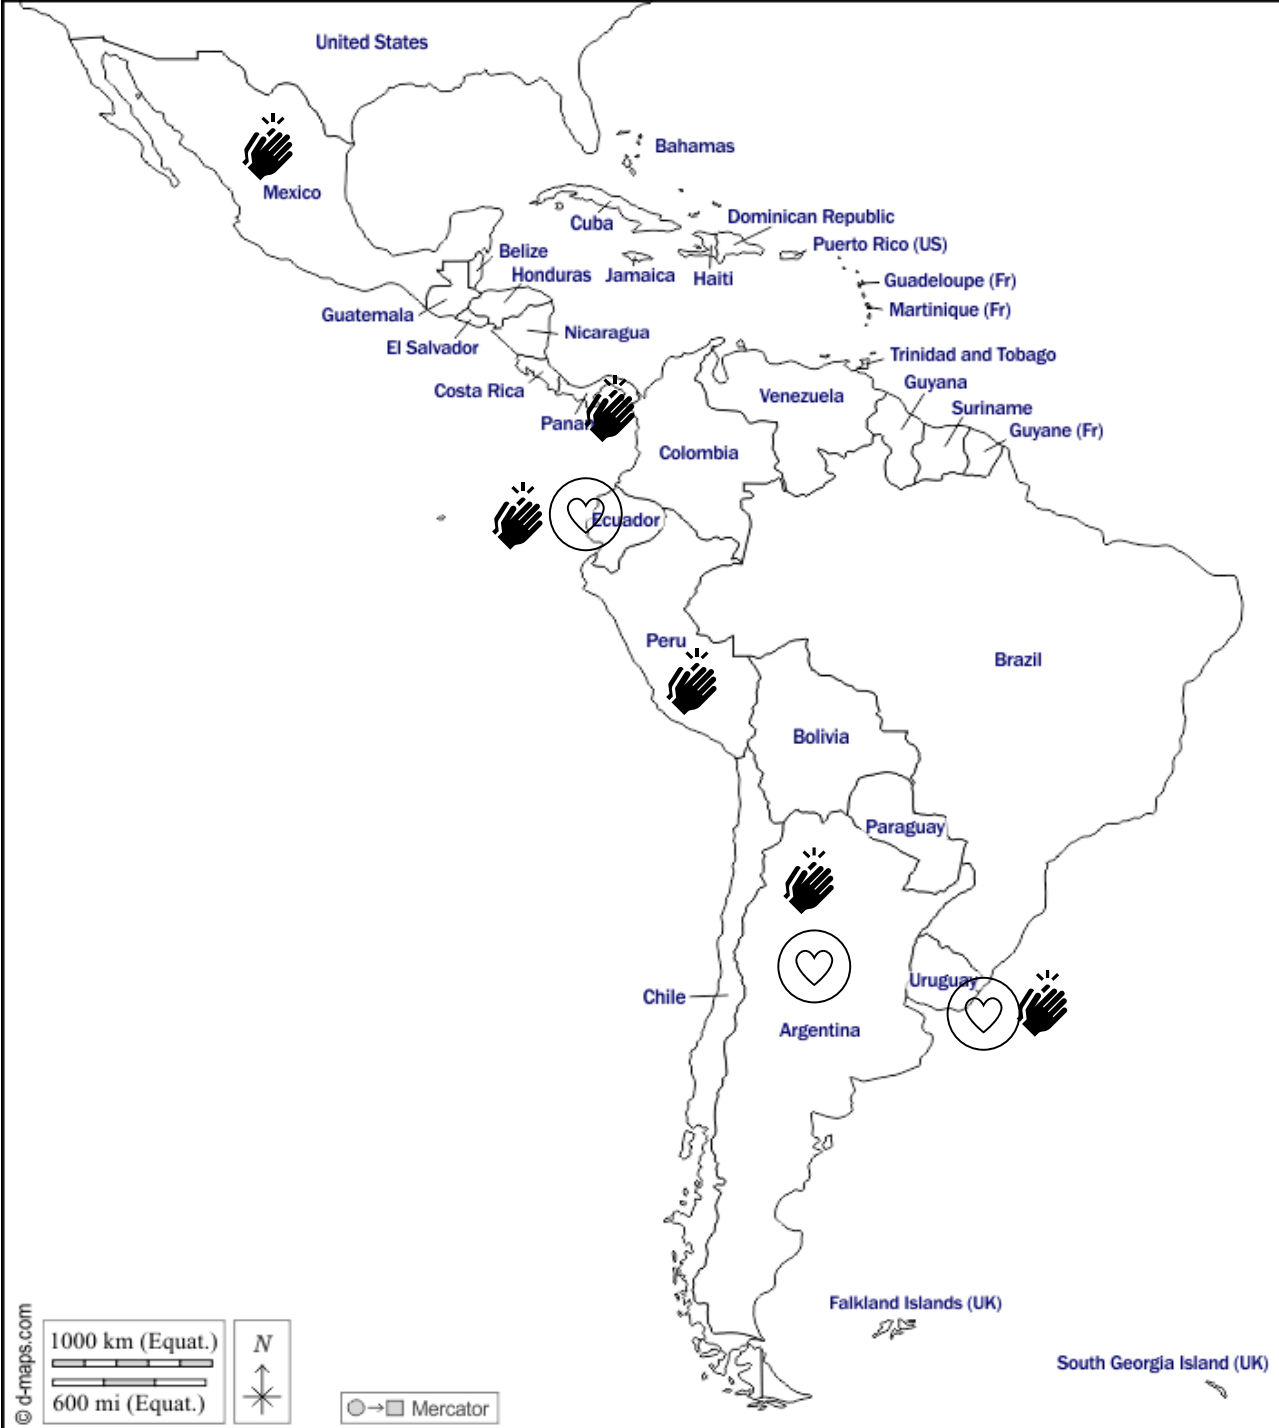 United States
Bahamas
Mexico
Cuba
Dominican Republic
Puerto Rico (US)
Belize
Honduras
Jamaica
Haiti
Guadeloupe (Fr)
Guatemala
Martinique (Fr)
Nicaragua
El Salvador
Trinidad and Tobago
Costa Rica
Guyana
Venezuela
Suriname
Guyane (Fr)
Colombia
Ecuador
Peru
Brazil
Bolivia
Paraguay
Uruguay
Chile
Argentina
Falkland Islands (UK)
South Georgia Island (UK)
© d-maps.com
1000 km (Equat.)
600 mi (Equat.)
N
Mercator